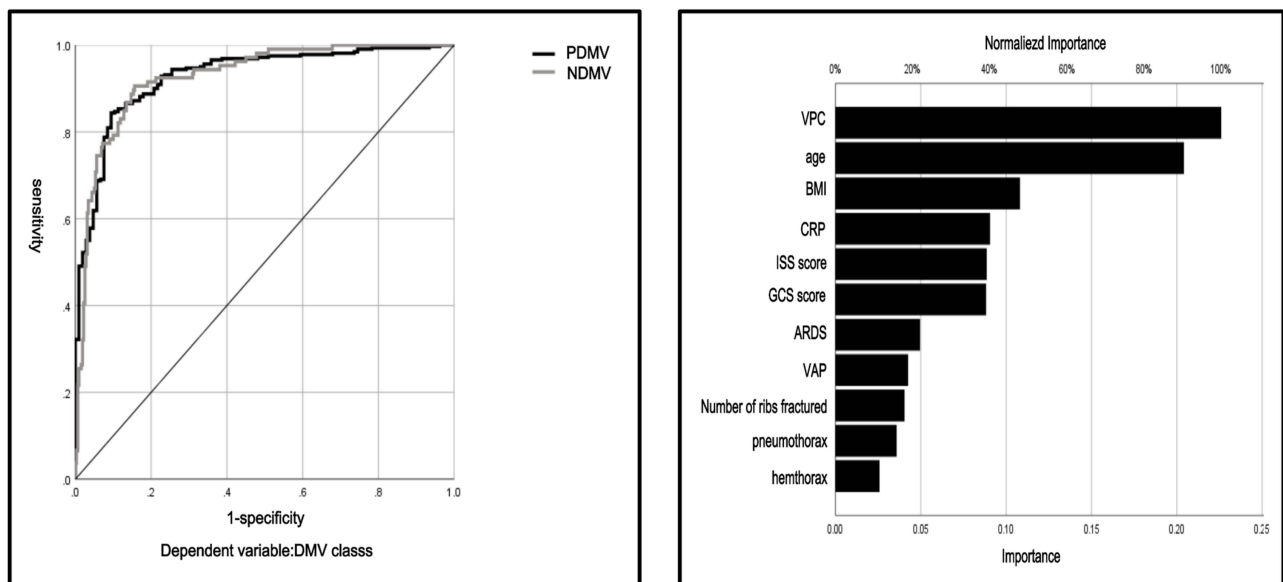 1.0
.8
.6
.4
.2
.0
sensitivity
.0 .2 .4 .6 .8 1.0
1-specificity
Dependent variable:DMV classs
PDMV
NDMV
Normaliezd Importance
0% 20% 40% 60% 80% 100%
VPC
age
BMI
CRP
ISS score
GCS score
ARDS
VAP
Number of ribs fractured
pneumothorax
hemthorax
0.00 0.05 0.10 0.15 0.20 0.25
Importance